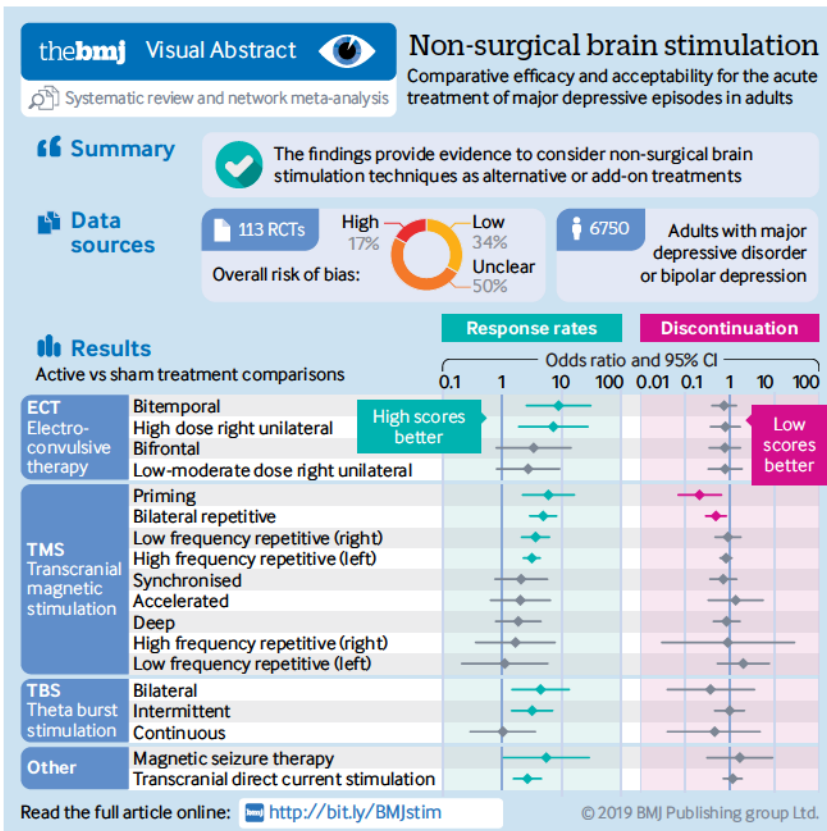 thebmj Visual Abstract
Systematic review and network meta-analysis
Non-surgical brain stimulation
Comparative efficacy and acceptability for the acute
treatment of major depressive episodes in adults
Summary
The findings provide evidence to consider non-surgical brain
stimulation techniques as alternative or add-on treatments
Data
sources
113 RCTs
Overall risk of bias:
High
17%
Low
34%
Unclear
50%
6750
Adults with major
depressive disorder
or bipolar depression
Results
Active vs sham treatment comparisons
Response rates
Discontinuation
Odds ratio and 95% CI
0.1 1 10 100 0.01 0.1 1 10 100
High scores
better
Low
scores
better
ECT
Electro-
convulsive
therapy
Bitemporal
High dose right unilateral
Bifrontal
Low-moderate dose right unilateral
TMS
Transcranial
magnetic
stimulation
Priming
Bilateral repetitive
Low frequency repetitive (right)
High frequency repetitive (left)
Synchronised
Accelerated
Deep
High frequency repetitive (right)
Low frequency repetitive (left)
TBS
Theta burst
stimulation
Bilateral
Intermittent
Continuous
Other
Magnetic seizure therapy
Transcranial direct current stimulation
Read the full article online:
bmj http://bit.ly/BMJstim
© 2019 BMJ Publishing group Ltd.